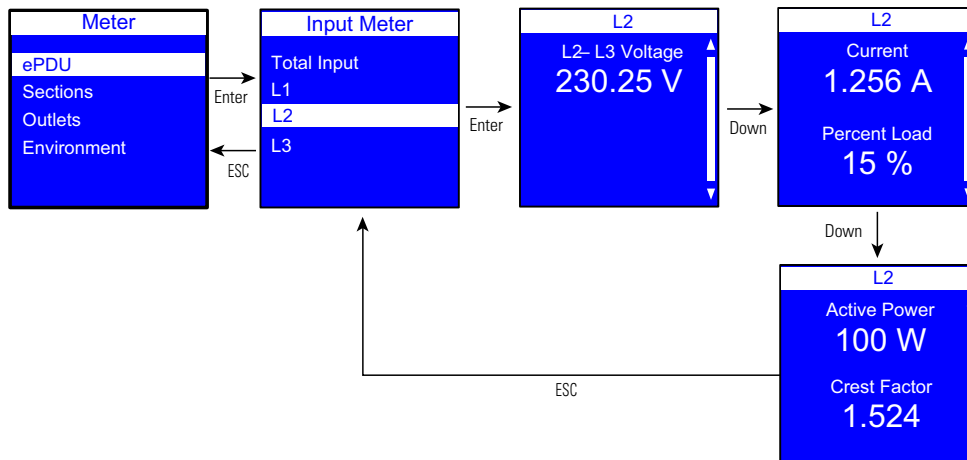 Meter
ePDU
Sections
Outlets
Environment
Enter
ESC
Input Meter
Total Input
L1
L2
L3
Enter
L2
L2– L3 Voltage
230.25 V
Down
L2
Current
1.256 A
Percent Load
15 %
Down
L2
Active Power
100 W
Crest Factor
1.524
ESC